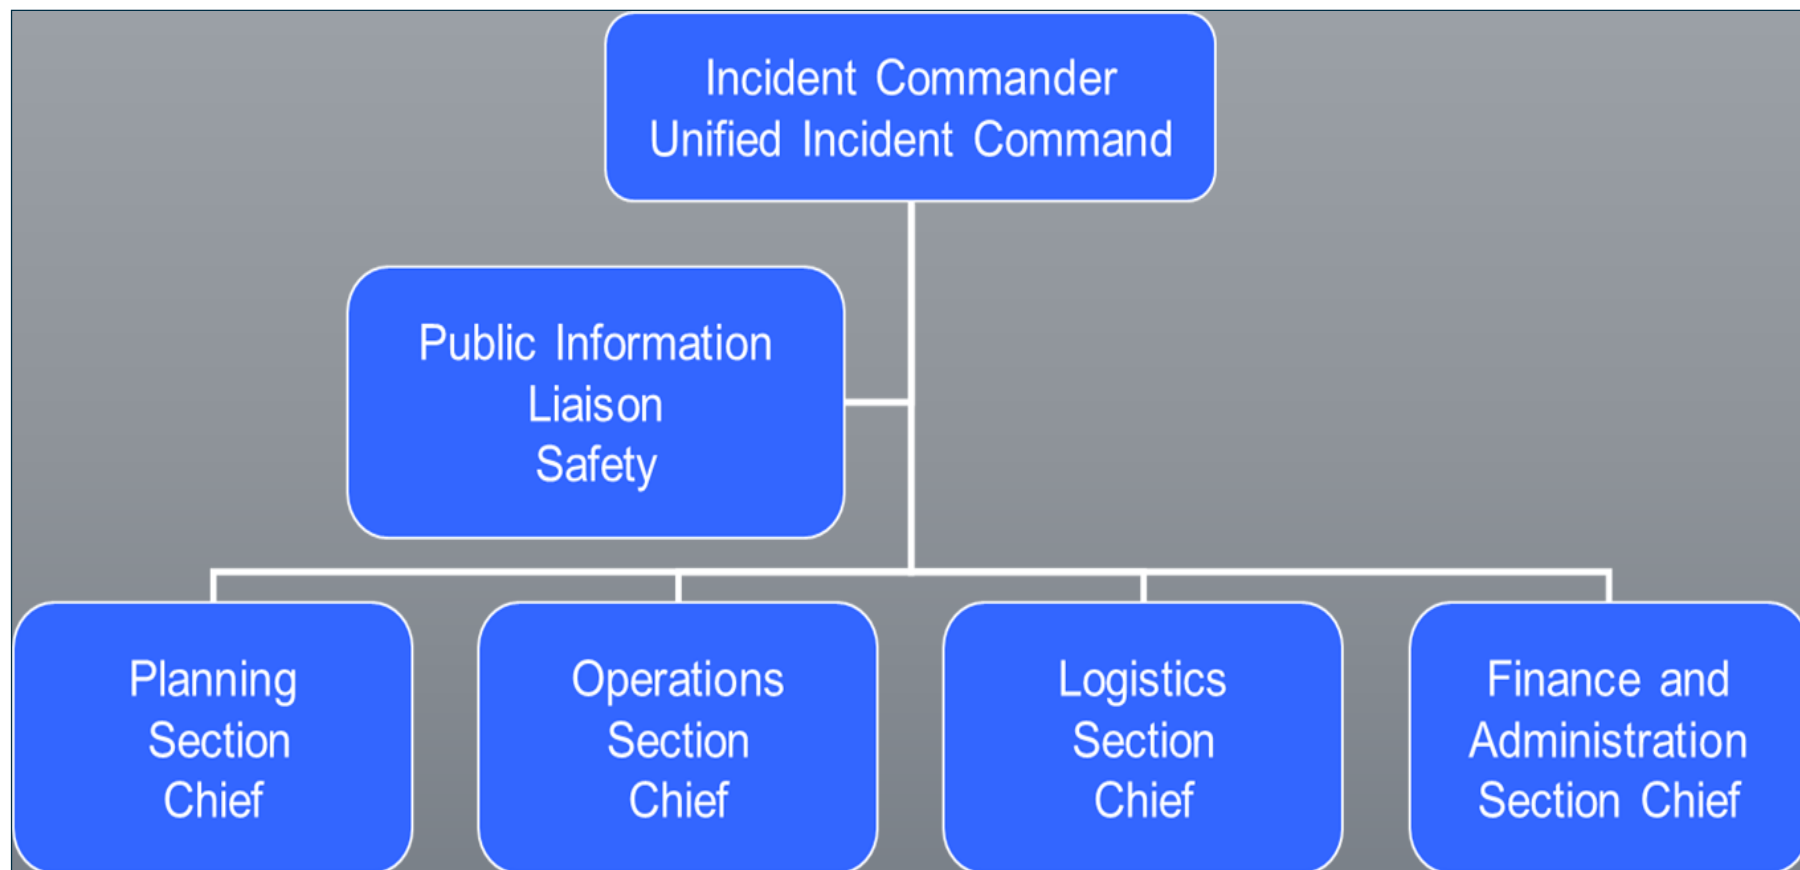 Incident Commander
Unified Incident Command
Public Information
Liaison
Safety
Planning
Section
Chief
Operations
Section
Chief
Logistics
Section
Chief
Finance and
Administration
Section Chief